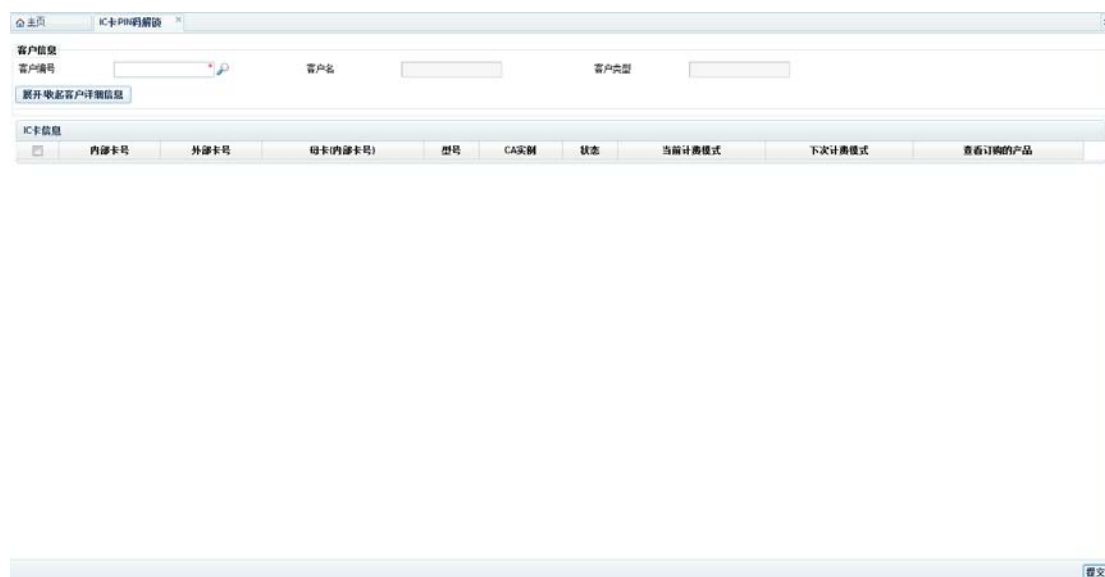 主页 IC卡PIN码解锁
客户信息
客户编号 * 客户名 客户类型
展开/收起客户详细信息
IC卡信息
内部卡号 外部卡号 母卡(内部卡号) 型号 CA实例 状态 当前计费模式 下次计费模式 查看订购的产品
提交